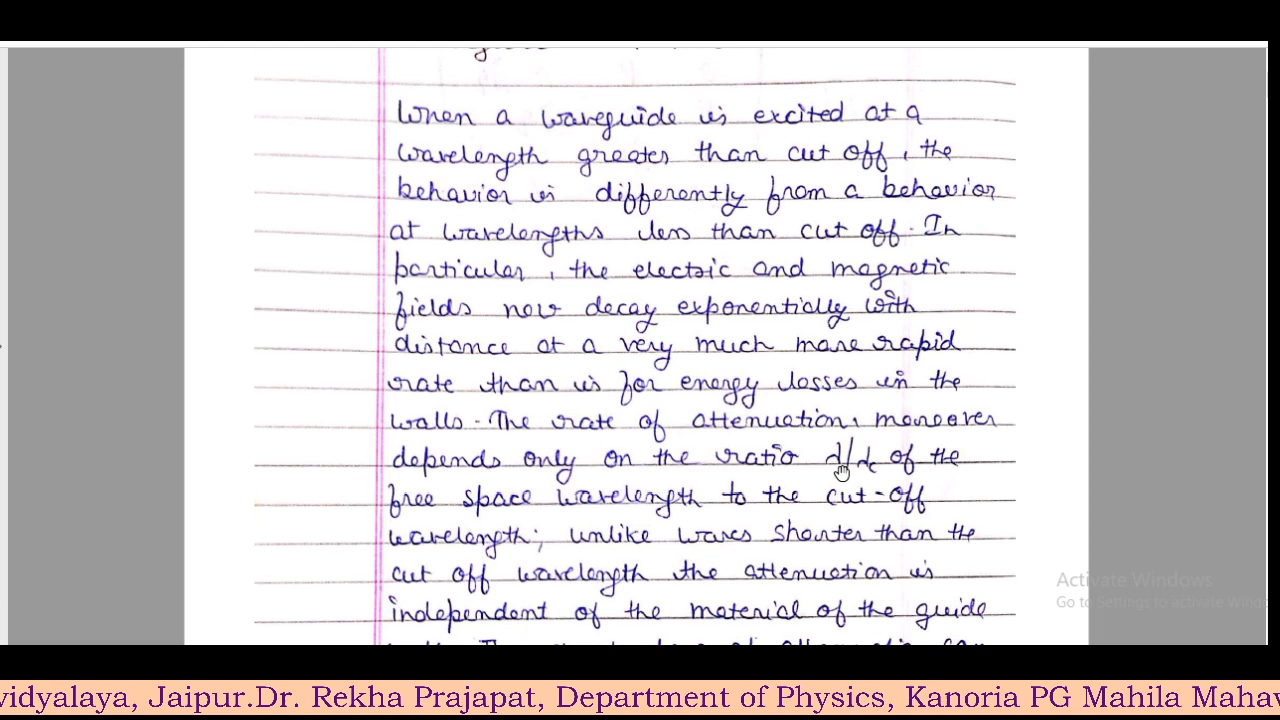 When a waveguide is excited at a
wavelength greater than cut off, the
behavior is differently from a behavior
at wavelengths less than cut off. In
particular, the electric and magnetic
fields now decay exponentially with
distance at a very much more rapid
rate than is for energy losses in the
walls. The rate of attenuation, moreover
depends only on the ratio λ/λc of the
free space wavelength to the cut-off
wavelength; unlike waves shorter than the
cut off wavelength the attenuation is
independent of the material of the guide
Activate Windows
Go to Settings to activate Windo
vidyalaya, Jaipur.Dr. Rekha Prajapat, Department of Physics, Kanoria PG Mahila Mahav